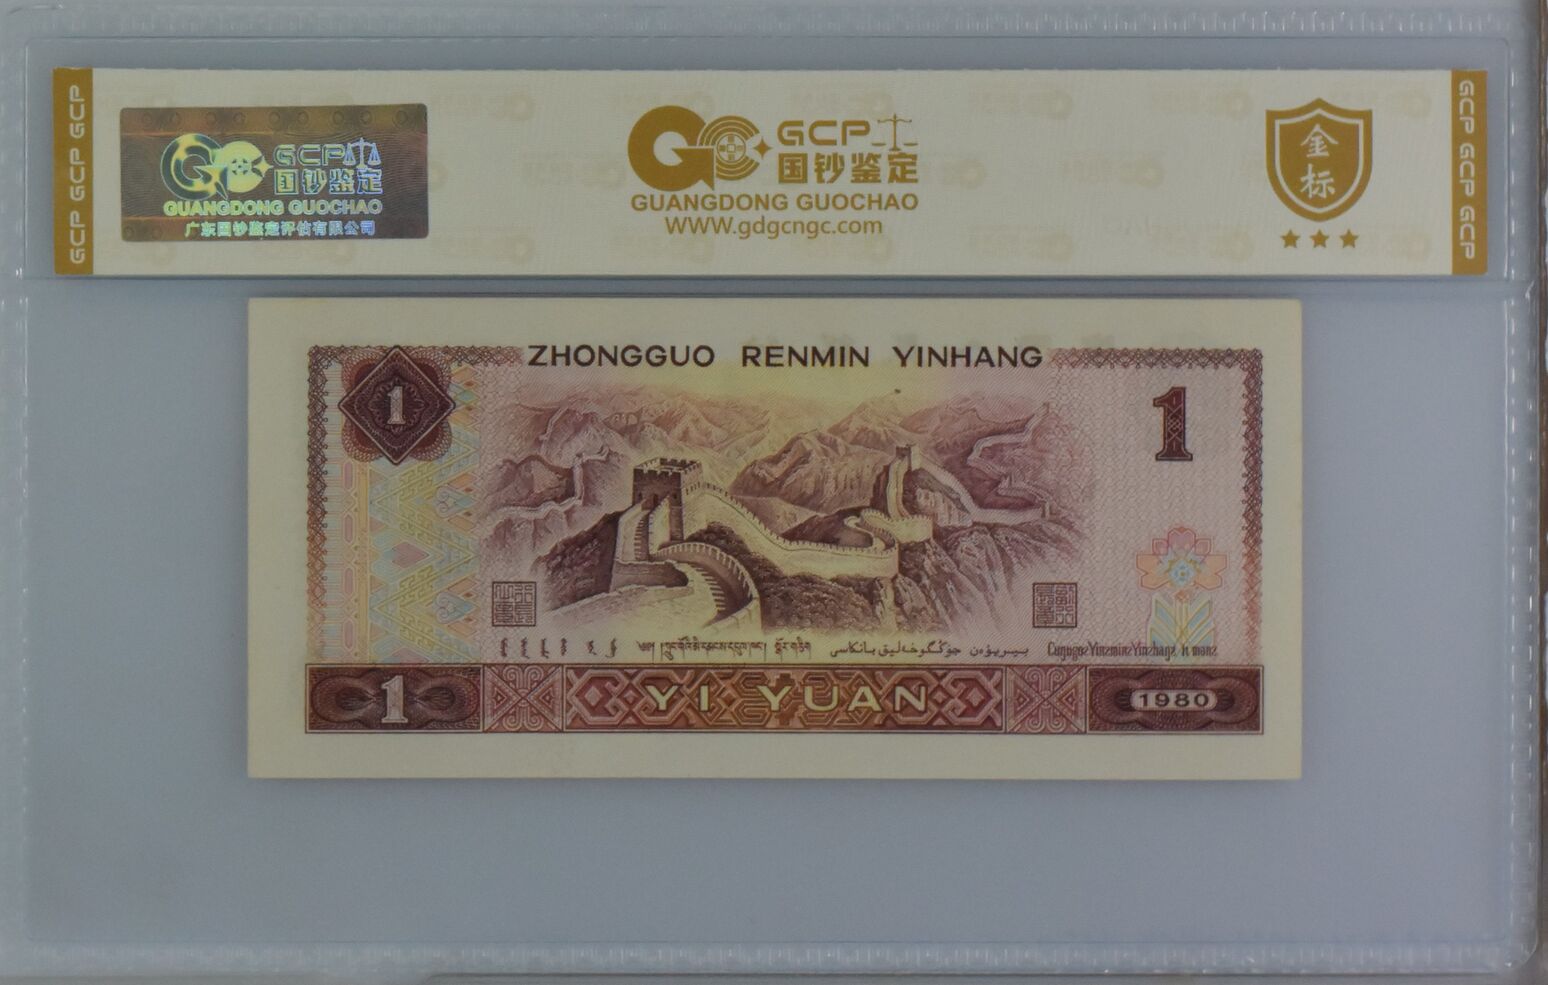 GCP GCP GCP
GCP
国钞鉴定
GUANGDONG GUOCHAO
广东国钞鉴定评估有限公司
GCP
国钞鉴定
GUANGDONG GUOCHAO
WWW.gdgcngc.com
金
标
GCP GCP GCP
ZHONGGUO RENMIN YINHANG
1
1
1
YI YUAN
1980